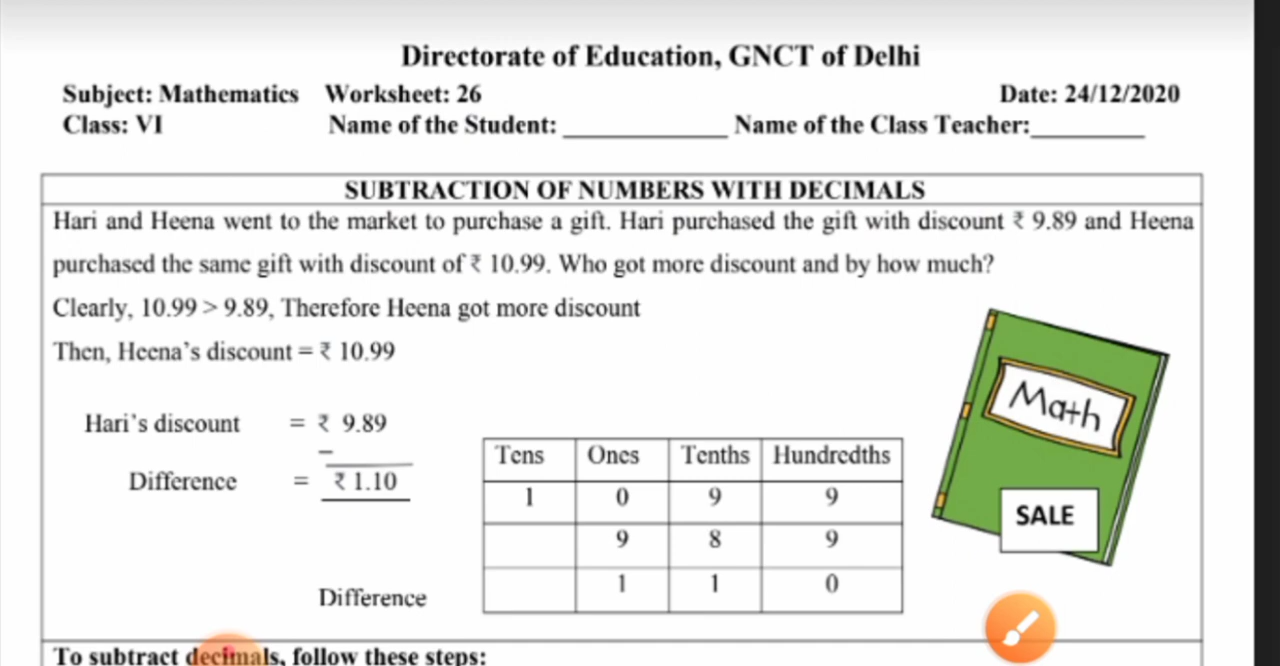 Directorate of Education, GNCT of Delhi
Subject: Mathematics Worksheet: 26 Date: 24/12/2020
Class: VI Name of the Student: ____________ Name of the Class Teacher:_________
SUBTRACTION OF NUMBERS WITH DECIMALS
Hari and Heena went to the market to purchase a gift. Hari purchased the gift with discount ₹ 9.89 and Heena
purchased the same gift with discount of ₹ 10.99. Who got more discount and by how much?
Clearly, 10.99 > 9.89, Therefore Heena got more discount
Then, Heena's discount = ₹ 10.99
Hari's discount = ₹ 9.89
−
Difference = ₹ 1.10
Tens Ones Tenths Hundredths
1 0 9 9
9 8 9
1 1 0
Difference
Math
SALE
To subtract decimals, follow these steps: